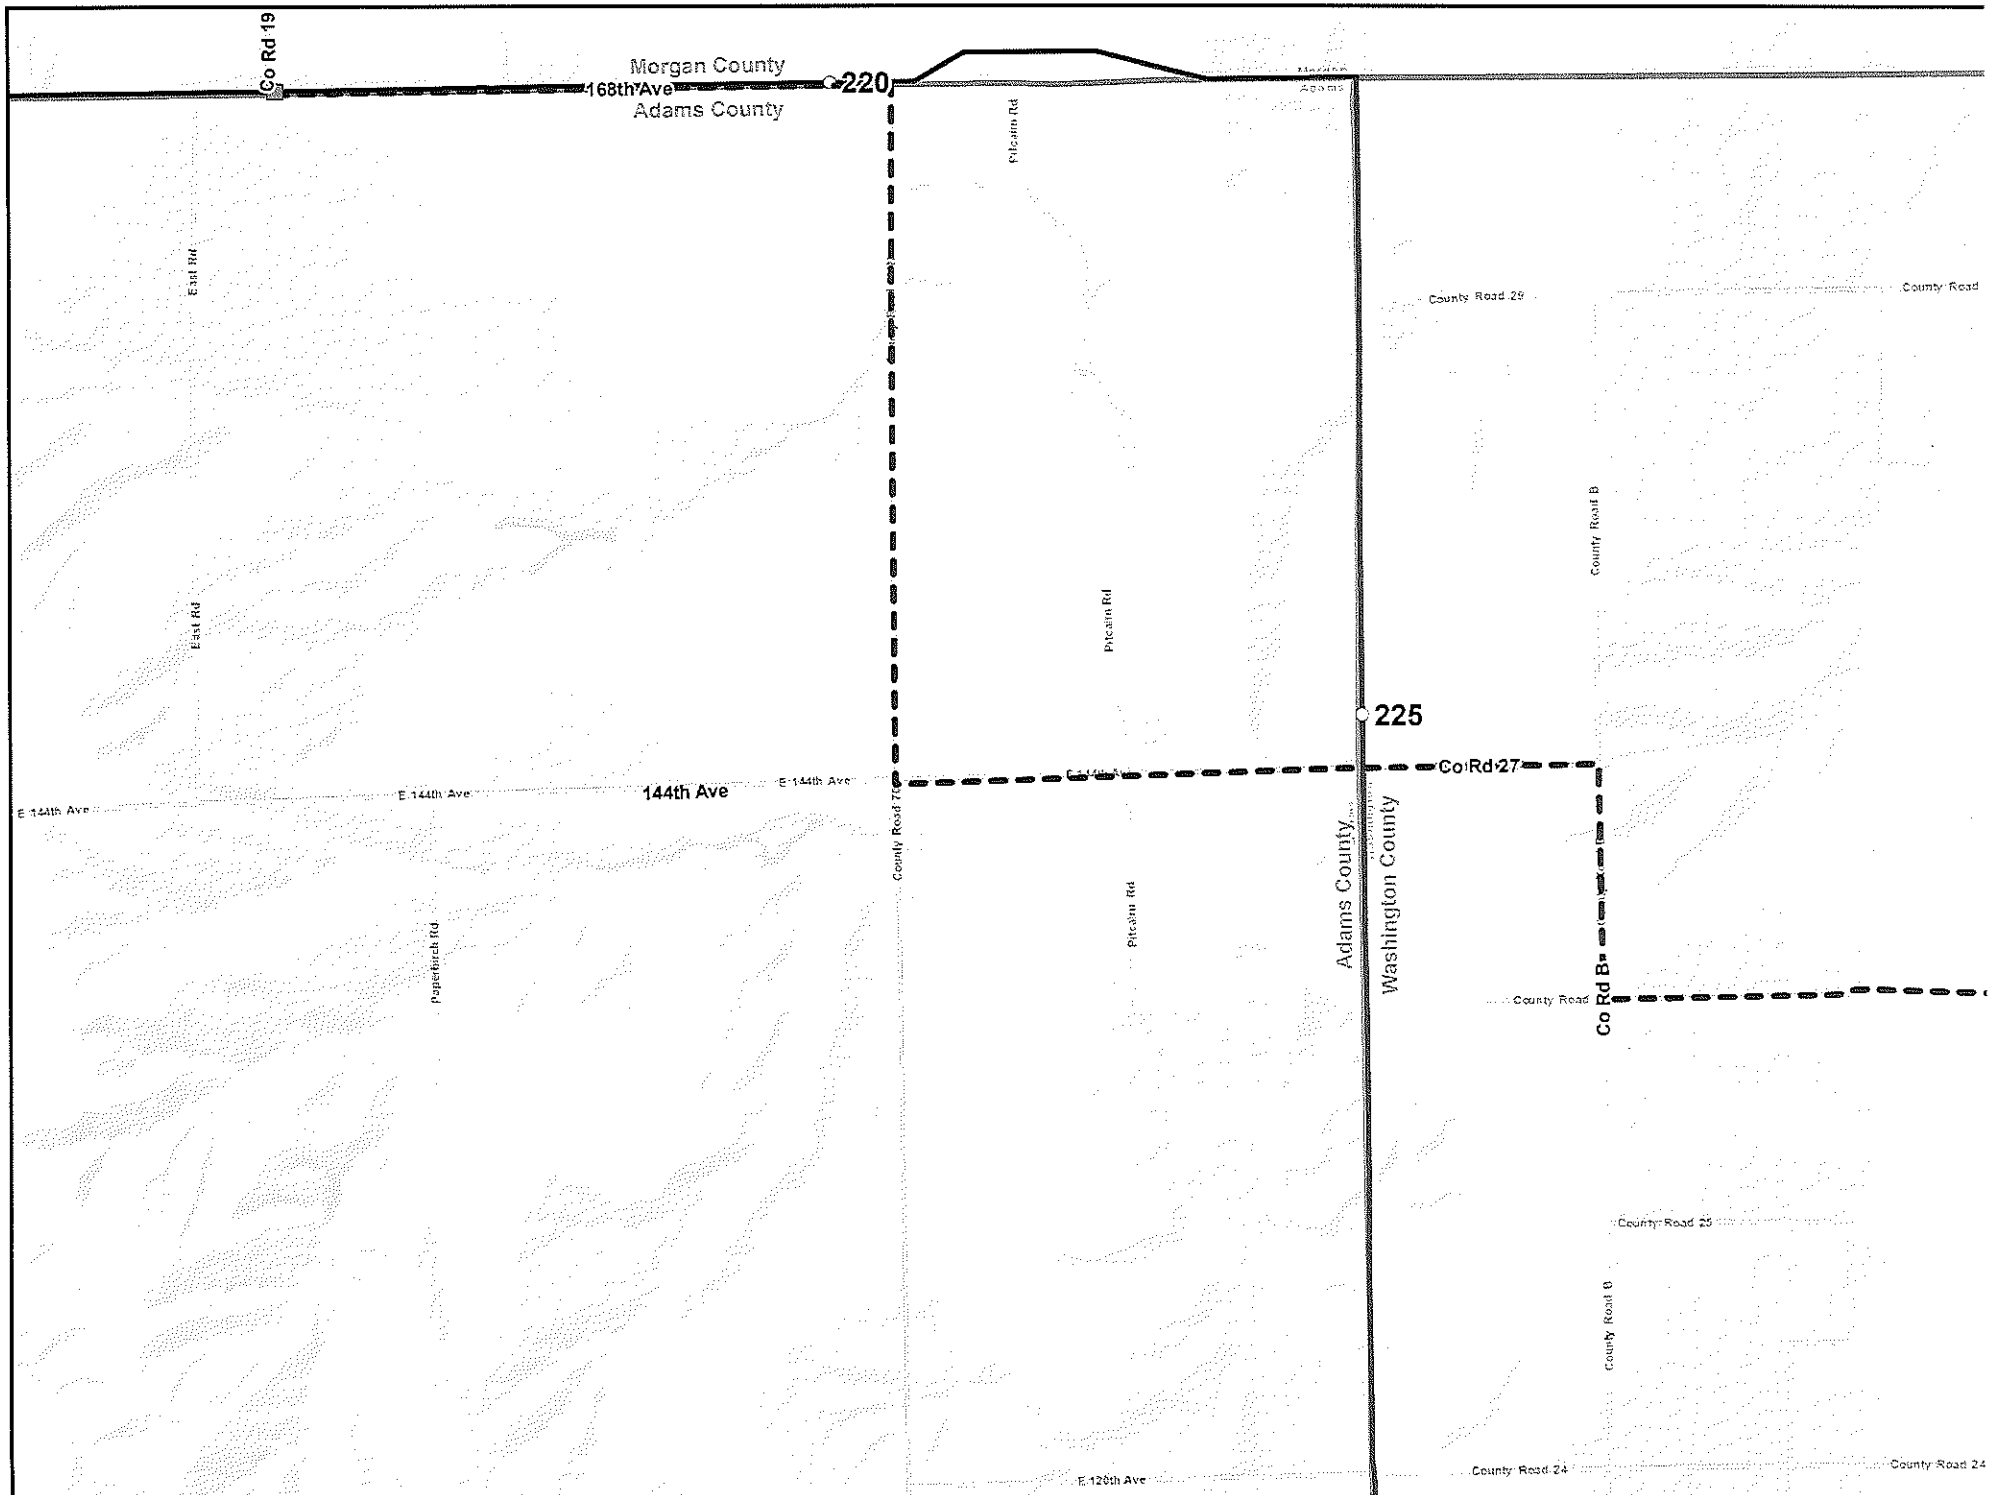 Co Rd 19
Morgan County
168th Ave
220
Adams County
Morgan
Adams
Pitcairn Rd
East Rd
County Road 29
County Road
County Road B
East Rd
Pitcairn Rd
225
E 144th Ave
E 144th Ave
144th Ave
E 144th Ave
Co Rd 27
Adams County
Washington County
County Road
Paperbirch Rd
Pitcairn Rd
County Road
Co Rd B
County Road 25
County Road B
E 120th Ave
County Road 24
County Road 24